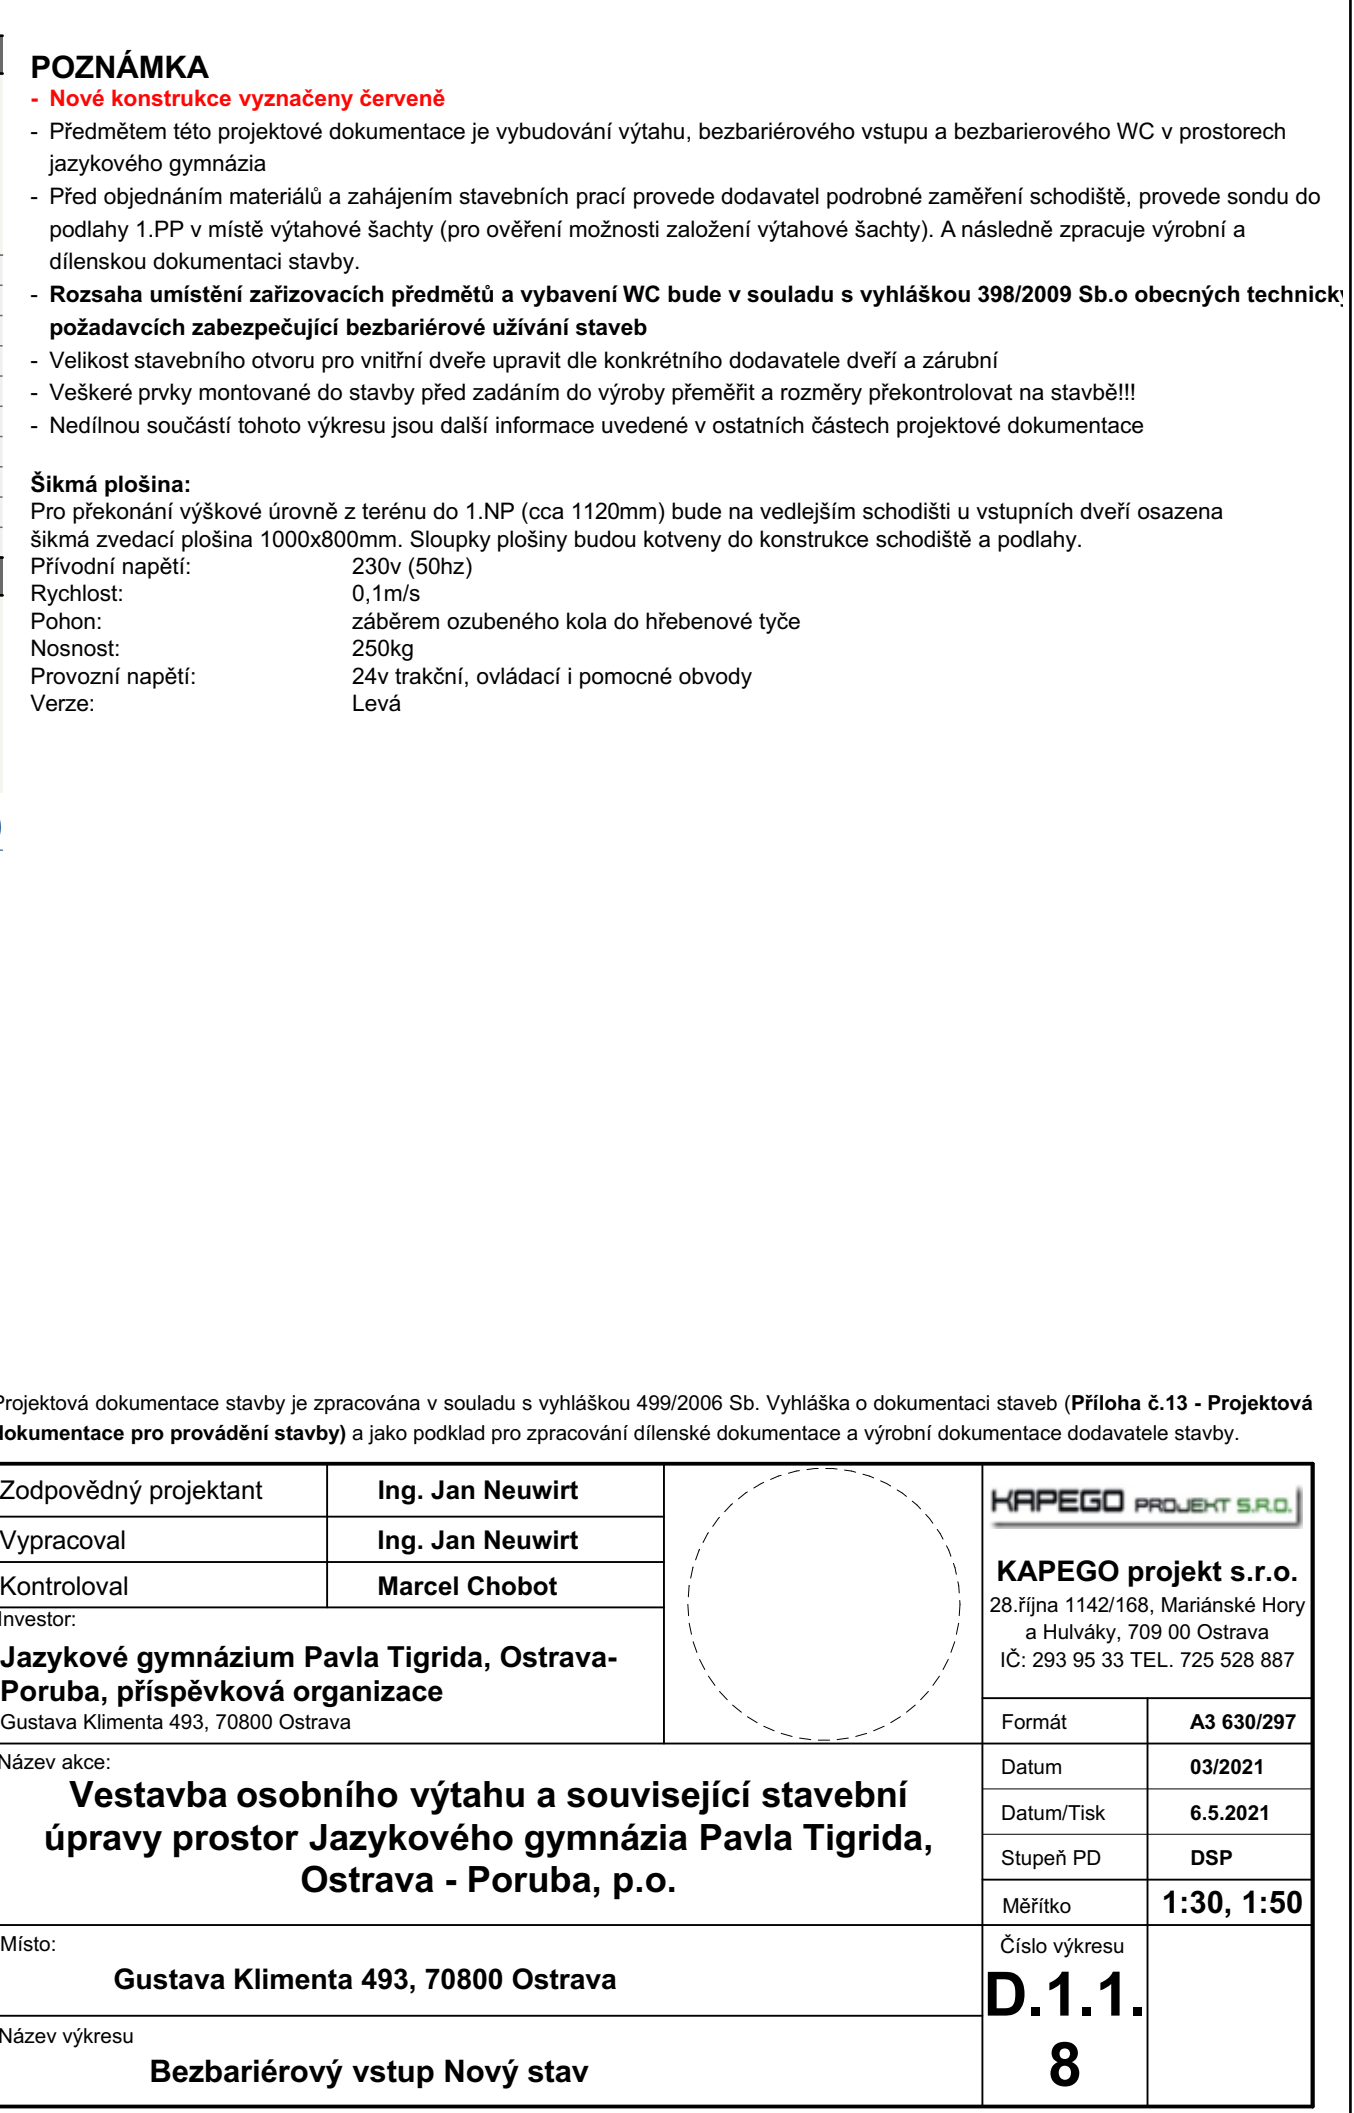 POZNÁMKA
- Nové konstrukce vyznačeny červeně
- Předmětem této projektové dokumentace je vybudování výtahu, bezbariérového vstupu a bezbarierového WC v prostorech
jazykového gymnázia
- Před objednáním materiálů a zahájením stavebních prací provede dodavatel podrobné zaměření schodiště, provede sondu do
podlahy 1.PP v místě výtahové šachty (pro ověření možnosti založení výtahové šachty). A následně zpracuje výrobní a
dílenskou dokumentaci stavby.
- Rozsaha umístění zařizovacích předmětů a vybavení WC bude v souladu s vyhláškou 398/2009 Sb.o obecných technick
požadavcích zabezpečující bezbariérové užívání staveb
- Velikost stavebního otvoru pro vnitřní dveře upravit dle konkrétního dodavatele dveří a zárubní
- Veškeré prvky montované do stavby před zadáním do výroby přeměřit a rozměry překontrolovat na stavbě!!!
- Nedílnou součástí tohoto výkresu jsou další informace uvedené v ostatních částech projektové dokumentace
Šikmá plošina:
Pro překonání výškové úrovně z terénu do 1.NP (cca 1120mm) bude na vedlejším schodišti u vstupních dveří osazena
šikmá zvedací plošina 1000x800mm. Sloupky plošiny budou kotveny do konstrukce schodiště a podlahy.
Přívodní napětí: 230v (50hz)
Rychlost: 0,1m/s
Pohon: záběrem ozubeného kola do hřebenové tyče
Nosnost: 250kg
Provozní napětí: 24v trakční, ovládací i pomocné obvody
Verze: Levá
Projektová dokumentace stavby je zpracována v souladu s vyhláškou 499/2006 Sb. Vyhláška o dokumentaci staveb (Příloha č.13 - Projektová
dokumentace pro provádění stavby) a jako podklad pro zpracování dílenské dokumentace a výrobní dokumentace dodavatele stavby.
Zodpovědný projektant Ing. Jan Neuwirt
Vypracoval Ing. Jan Neuwirt
Kontroloval Marcel Chobot
Investor:
Jazykové gymnázium Pavla Tigrida, Ostrava-
Poruba, příspěvková organizace
Gustava Klimenta 493, 70800 Ostrava
KAPEGO PROJEKT S.R.O.
KAPEGO projekt s.r.o.
28.října 1142/168, Mariánské Hory
a Hulváky, 709 00 Ostrava
IČ: 293 95 33 TEL. 725 528 887
Formát A3 630/297
Datum 03/2021
Datum/Tisk 6.5.2021
Stupeň PD DSP
Měřítko 1:30, 1:50
Název akce:
Vestavba osobního výtahu a související stavební
úpravy prostor Jazykového gymnázia Pavla Tigrida,
Ostrava - Poruba, p.o.
Místo:
Gustava Klimenta 493, 70800 Ostrava
Číslo výkresu
D.1.1.
8
Název výkresu
Bezbariérový vstup Nový stav